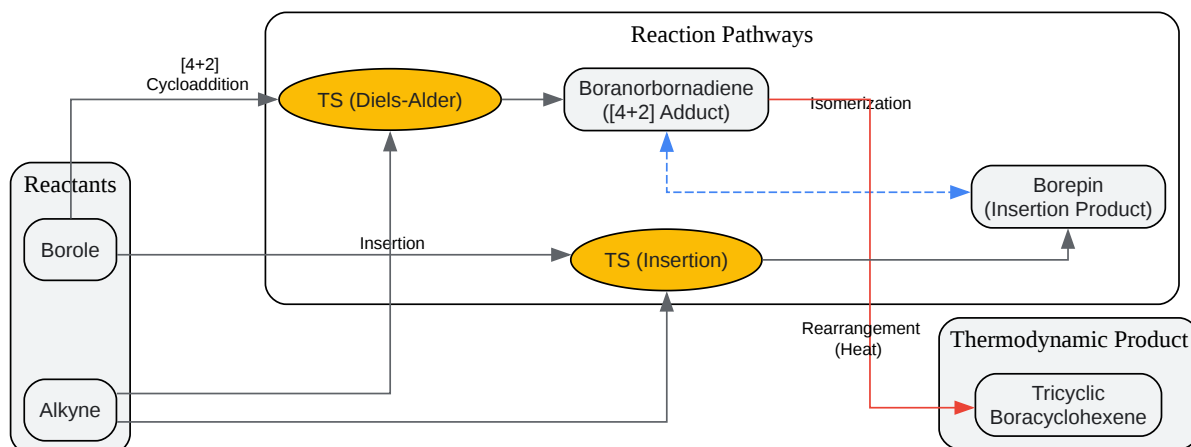 Reaction Pathways
[4+2]
Cycloaddition
TS (Diels-Alder)
Boranorbornadiene
([4+2] Adduct)
Isomerization
Reactants
Borole
Insertion
TS (Insertion)
Borepin
(Insertion Product)
Rearrangement
(Heat)
Thermodynamic Product
Alkyne
Tricyclic
Boracyclohexene